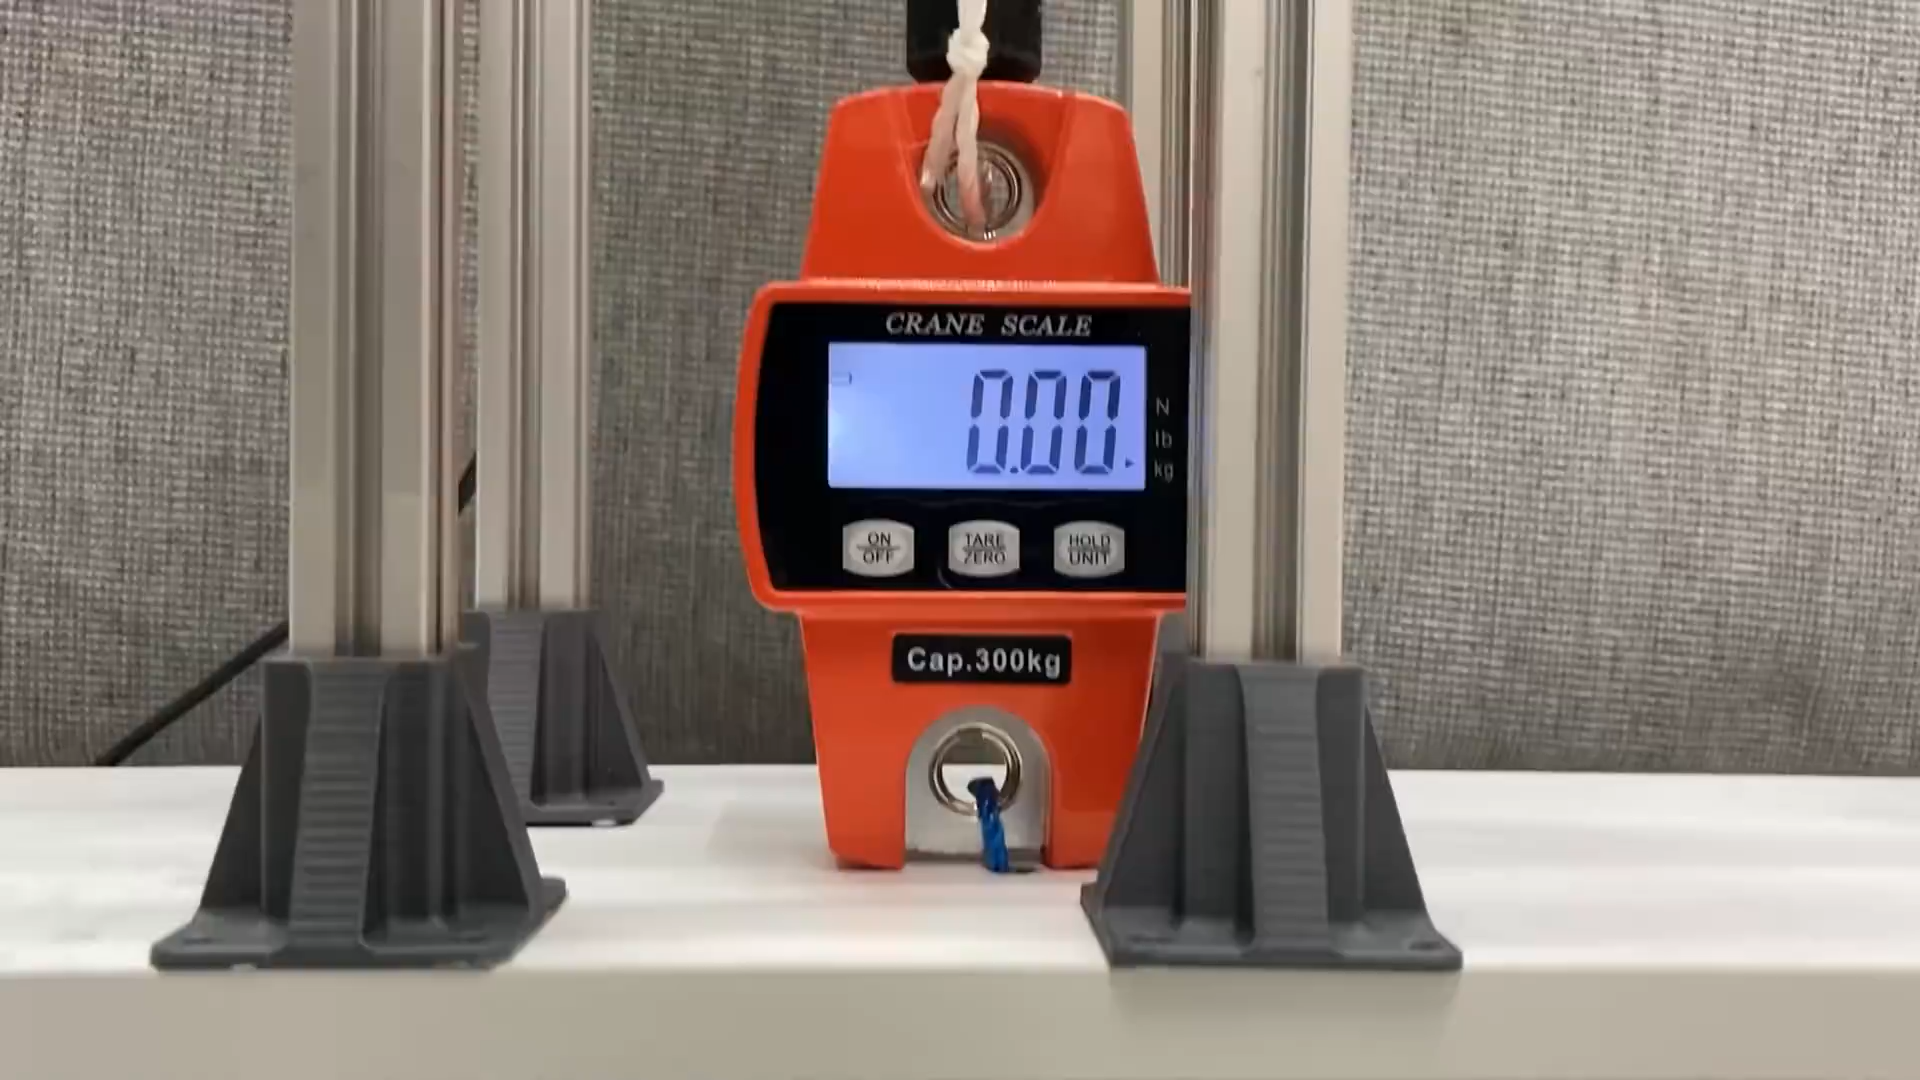 CRANE SCALE
0.00
N
lb
kg
ON
OFF
TARE
ZERO
HOLD
UNIT
Cap.300kg